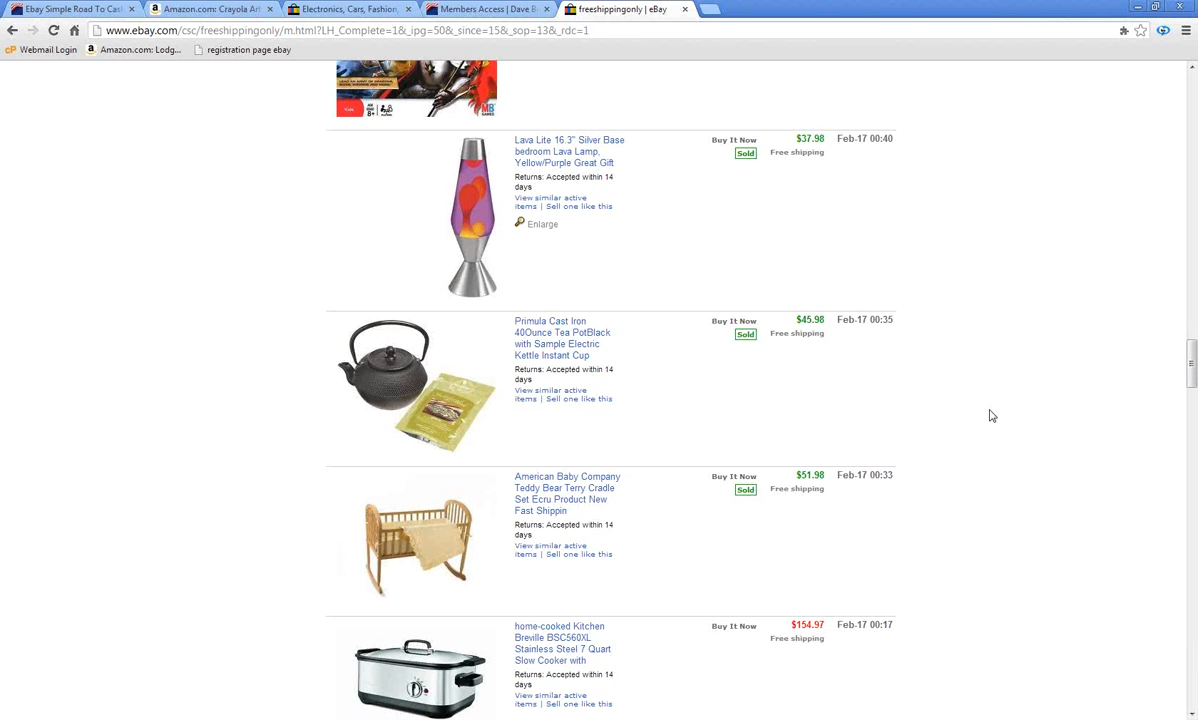 Ebay Simple Road To Cas
Amazon.com: Crayola Art
Electronics, Cars, Fashion,
Members Access | Dave B
freeshippingonly | eBay
www.ebay.com/csc/freeshippingonly/m.html?LH_Complete=1&_ipg=50&_since=15&_sop=13&_rdc=1
cP Webmail Login
Amazon.com: Lodg...
registration page ebay
8+
MB
GAMES
Lava Lite 16.3" Silver Base
bedroom Lava Lamp,
Yellow/Purple Great Gift
Returns: Accepted within 14
days
View similar active
items | Sell one like this
Enlarge
Buy It Now
Sold
$37.98
Free shipping
Feb-17 00:40
Primula Cast Iron
40Ounce Tea PotBlack
with Sample Electric
Kettle Instant Cup
Returns: Accepted within 14
days
View similar active
items | Sell one like this
Buy It Now
Sold
$45.98
Free shipping
Feb-17 00:35
American Baby Company
Teddy Bear Terry Cradle
Set Ecru Product New
Fast Shippin
Returns: Accepted within 14
days
View similar active
items | Sell one like this
Buy It Now
Sold
$51.98
Free shipping
Feb-17 00:33
home-cooked Kitchen
Breville BSC560XL
Stainless Steel 7 Quart
Slow Cooker with
Returns: Accepted within 14
days
View similar active
items | Sell one like this
Buy It Now
$154.97
Free shipping
Feb-17 00:17